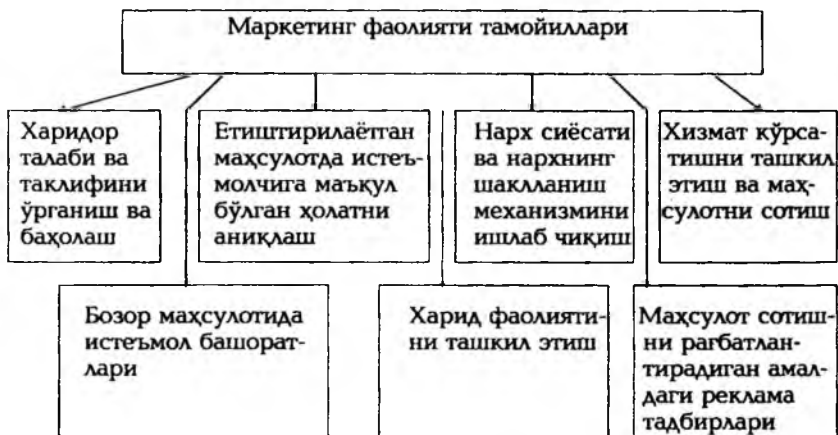 Маркетинг фаолияти тамойиллари
Харидор
талаби ва
таклифини
ўрганиш ва
баҳолаш
Етиштирилаётган
маҳсулотда истеъ-
молчига маъқул
бўлган ҳолатни
аниқлаш
Нарх сиёсати
ва нархнинг
шаклланиш
механизмини
ишлаб чиқиш
Хизмат кўрса-
тишни ташкил
этиш ва маҳ-
сулотни сотиш
Бозор маҳсулотида
истеъмол башорат-
лари
Харид фаолияти-
ни ташкил этиш
Маҳсулот сотиш-
ни рағбатлан-
тирадиган амал-
даги реклама
тадбирлари